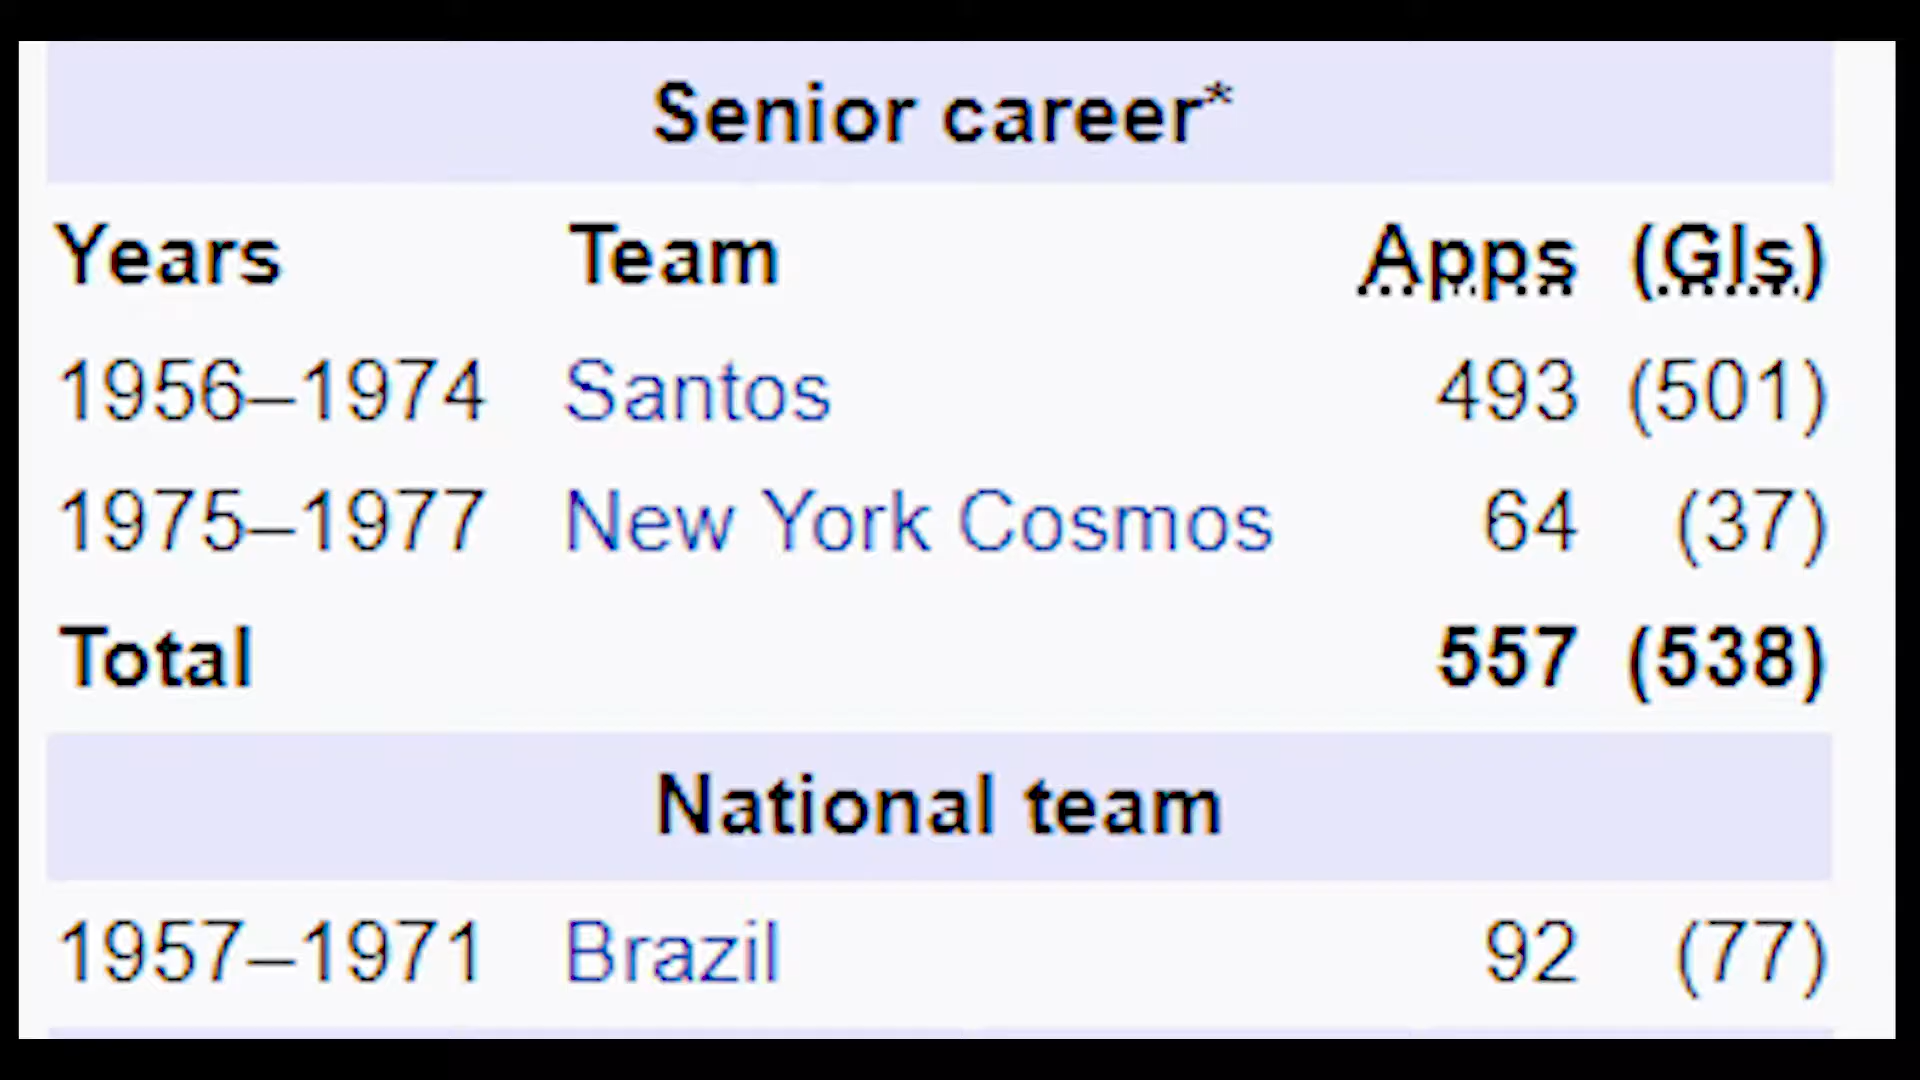 Senior career*
Years Team Apps (Gls)
1956–1974 Santos 493 (501)
1975–1977 New York Cosmos 64 (37)
Total 557 (538)
National team
1957–1971 Brazil 92 (77)